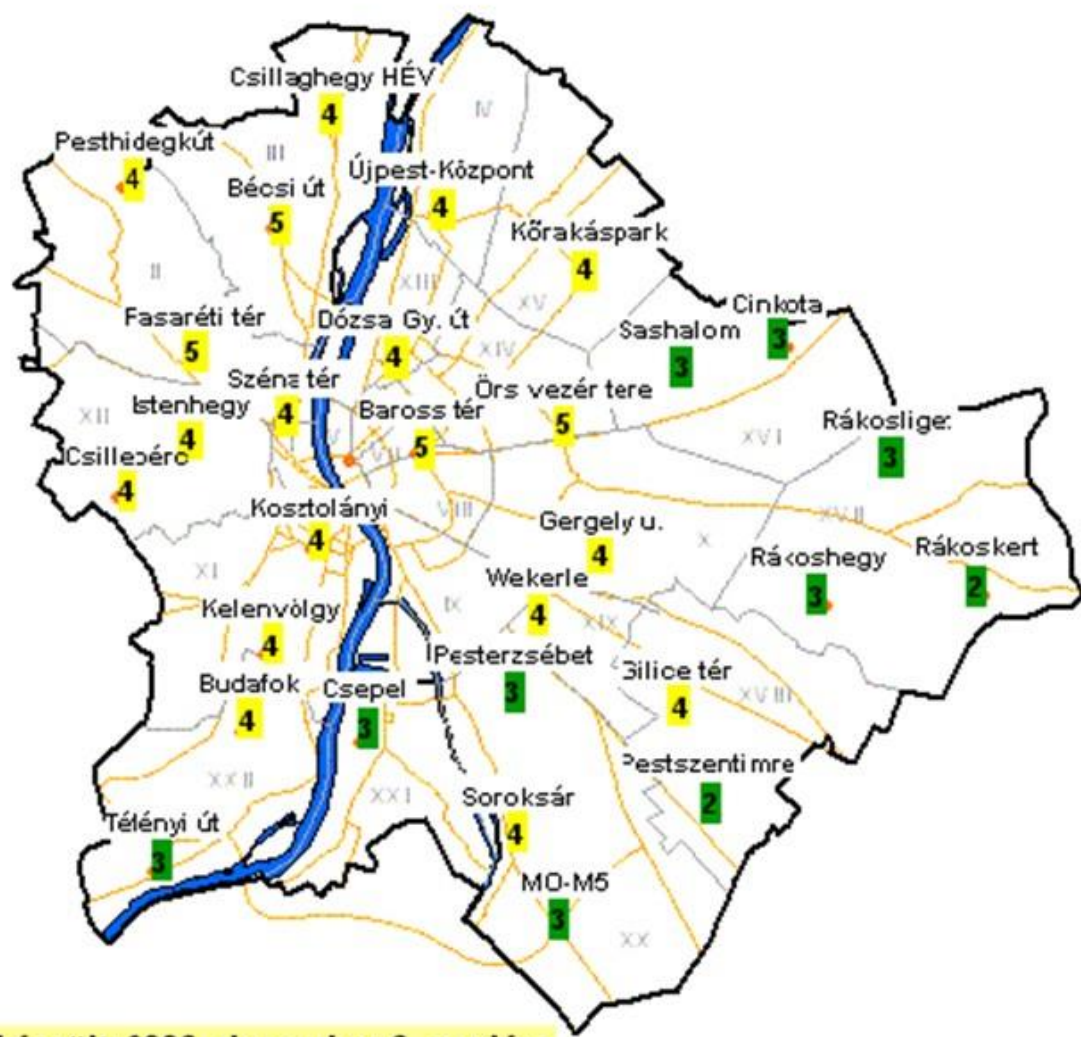 Csillaghegy HÉV
4
IV
Pesthidegkút
4
III
Újpest-Központ
4
Bécsi út
5
Kőrakáspark
4
II
XIII
XV
Cinkota
3
Fasaréti tér
5
Dózsa Gy. út
4
Sashalom
3
XIV
Széna tér
4
Örs vezér tere
5
Istenhegy
4
XII
Baross tér
5
V
VII
XVI
Rákosliget
3
4
Kosztolányi
4
VIII
Gergely u.
4
X
XVII
Rákoshegy
3
Rákoskert
2
XI
Wekerle
4
IX
XIX
Kelenvölgy
4
Pesterzsébet
3
Gilice tér
4
XVIII
Budafok
4
Csepel
3
Pestszentimre
2
XXII
XXI
Soroksár
4
Télényi út
3
MO-M5
3
XX